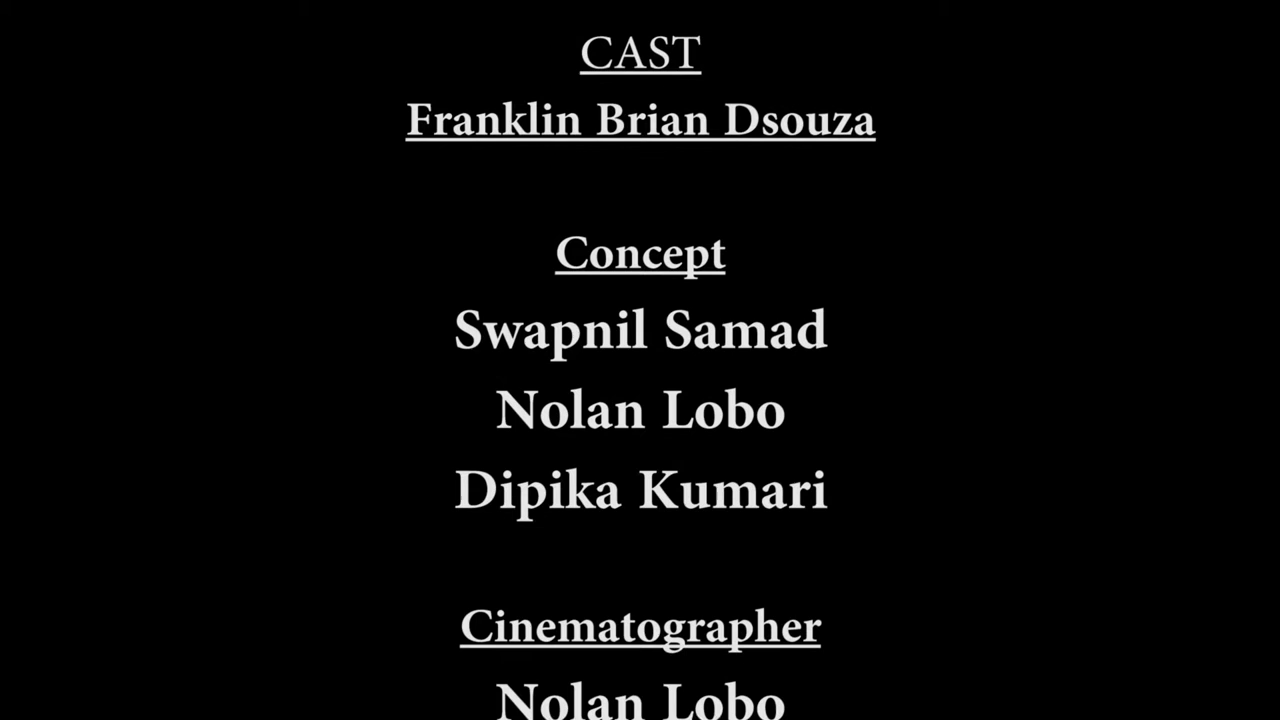 CAST
Franklin Brian Dsouza
Concept
Swapnil Samad
Nolan Lobo
Dipika Kumari
Cinematographer
Nolan Lobo